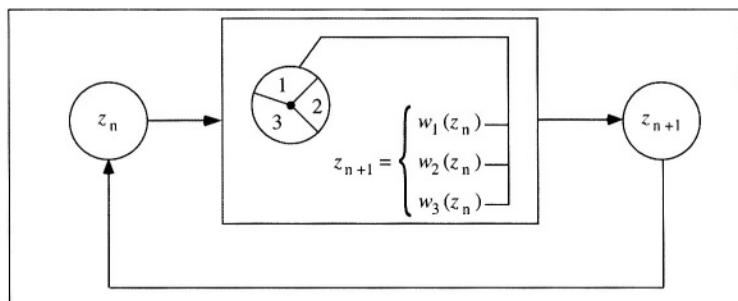 1
2
3
z_n
z_{n+1} = { w_1(z_n)
w_2(z_n)
w_3(z_n)
z_{n+1}